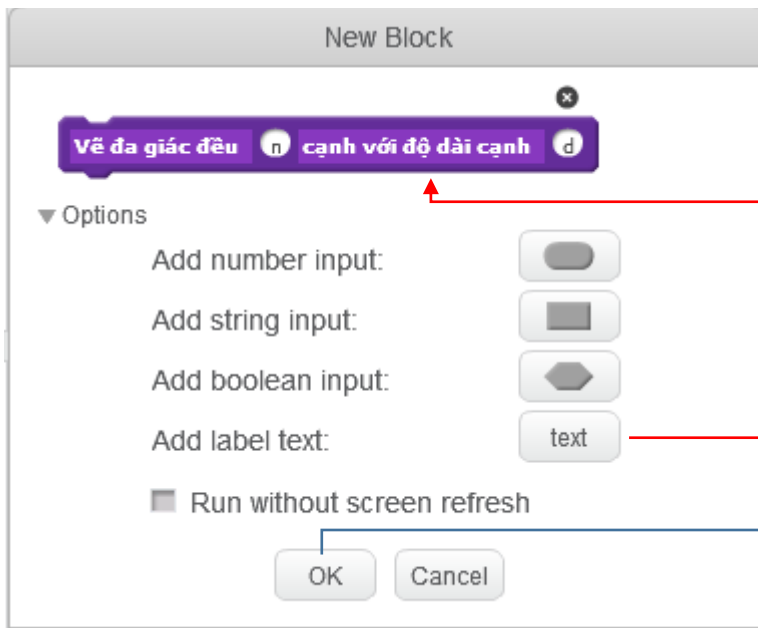 New Block
Vẽ đa giác đều n cạnh với độ dài cạnh d
Options
Add number input:
Add string input:
Add boolean input:
Add label text: text
Run without screen refresh
OK Cancel